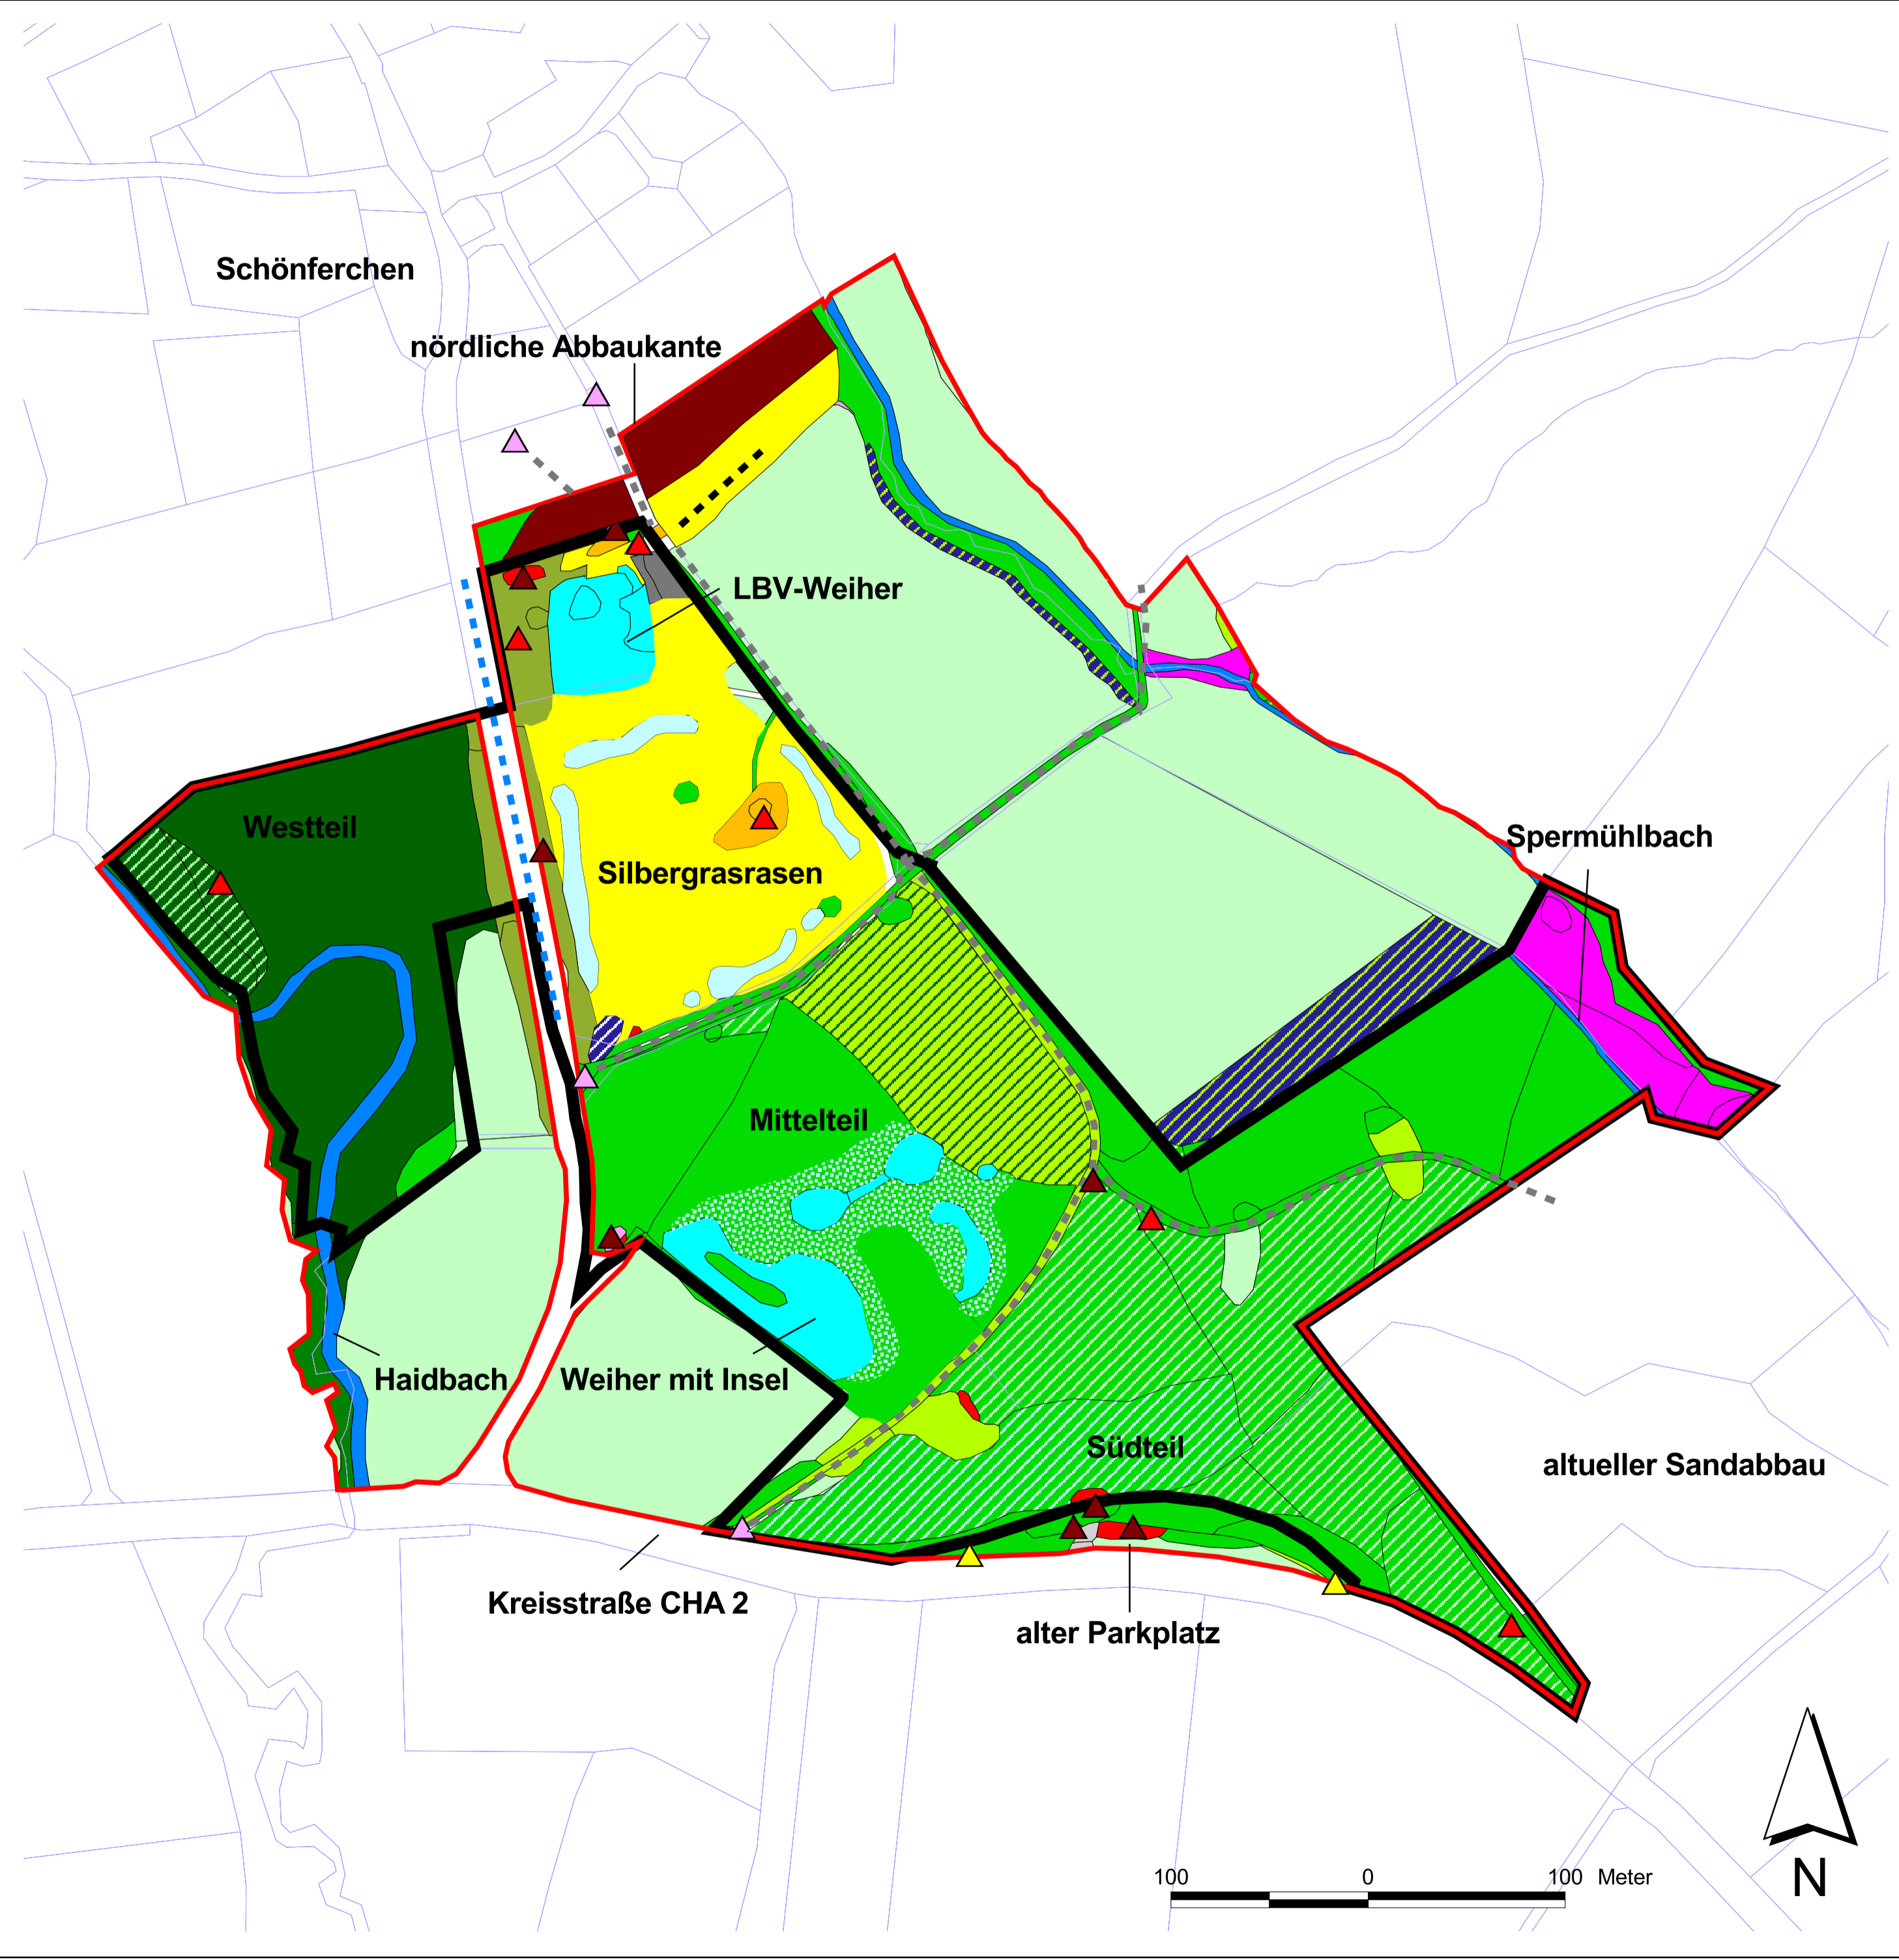 Schönferchen
nördliche Abbaukante
LBV-Weiher
Westteil
Spermühlbach
Silbergrasrasen
Mittelteil
Haidbach
Weiher mit Insel
Südteil
altueller Sandabbau
Kreisstraße CHA 2
alter Parkplatz
100 0 100 Meter
N